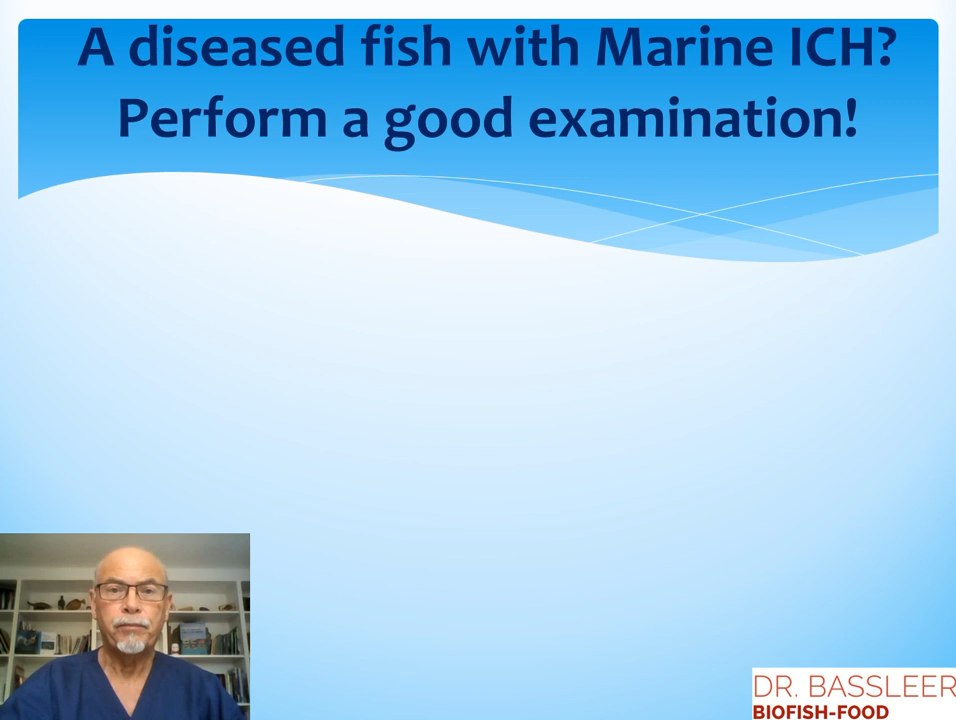 A diseased fish with Marine ICH?
Perform a good examination!
DR. BASSLEER
BIOFISH-FOOD